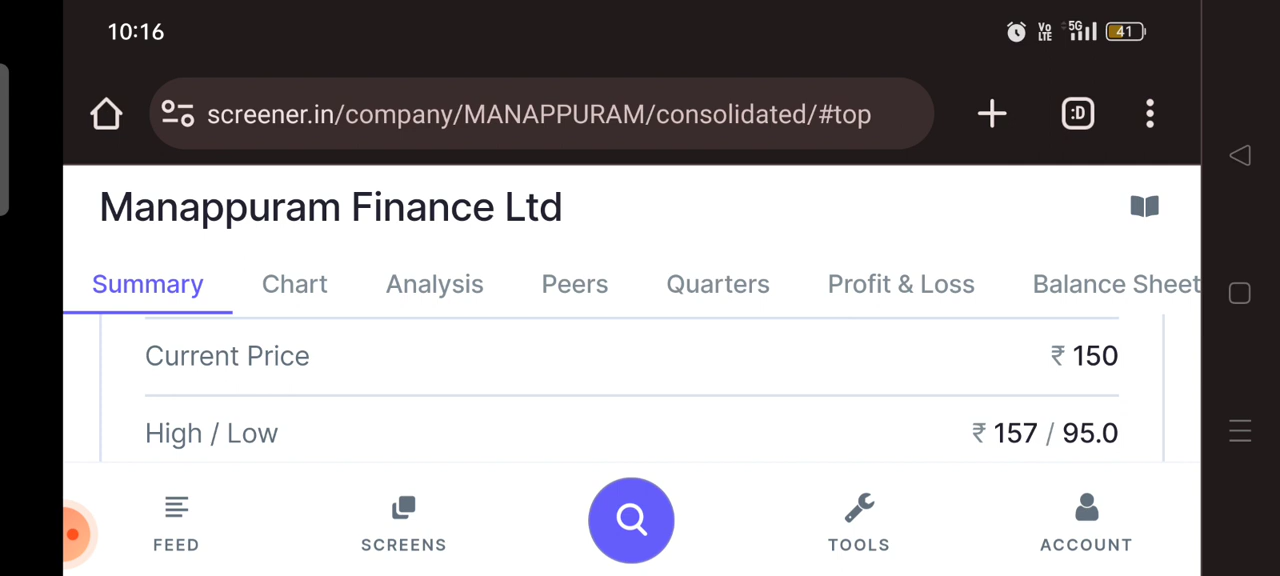 10:16
Vo LTE 5G 41
screener.in/company/MANAPPURAM/consolidated/#top :D
Manappuram Finance Ltd
Summary Chart Analysis Peers Quarters Profit & Loss Balance Sheet
Current Price ₹ 150
High / Low ₹ 157 / 95.0
FEED SCREENS TOOLS ACCOUNT